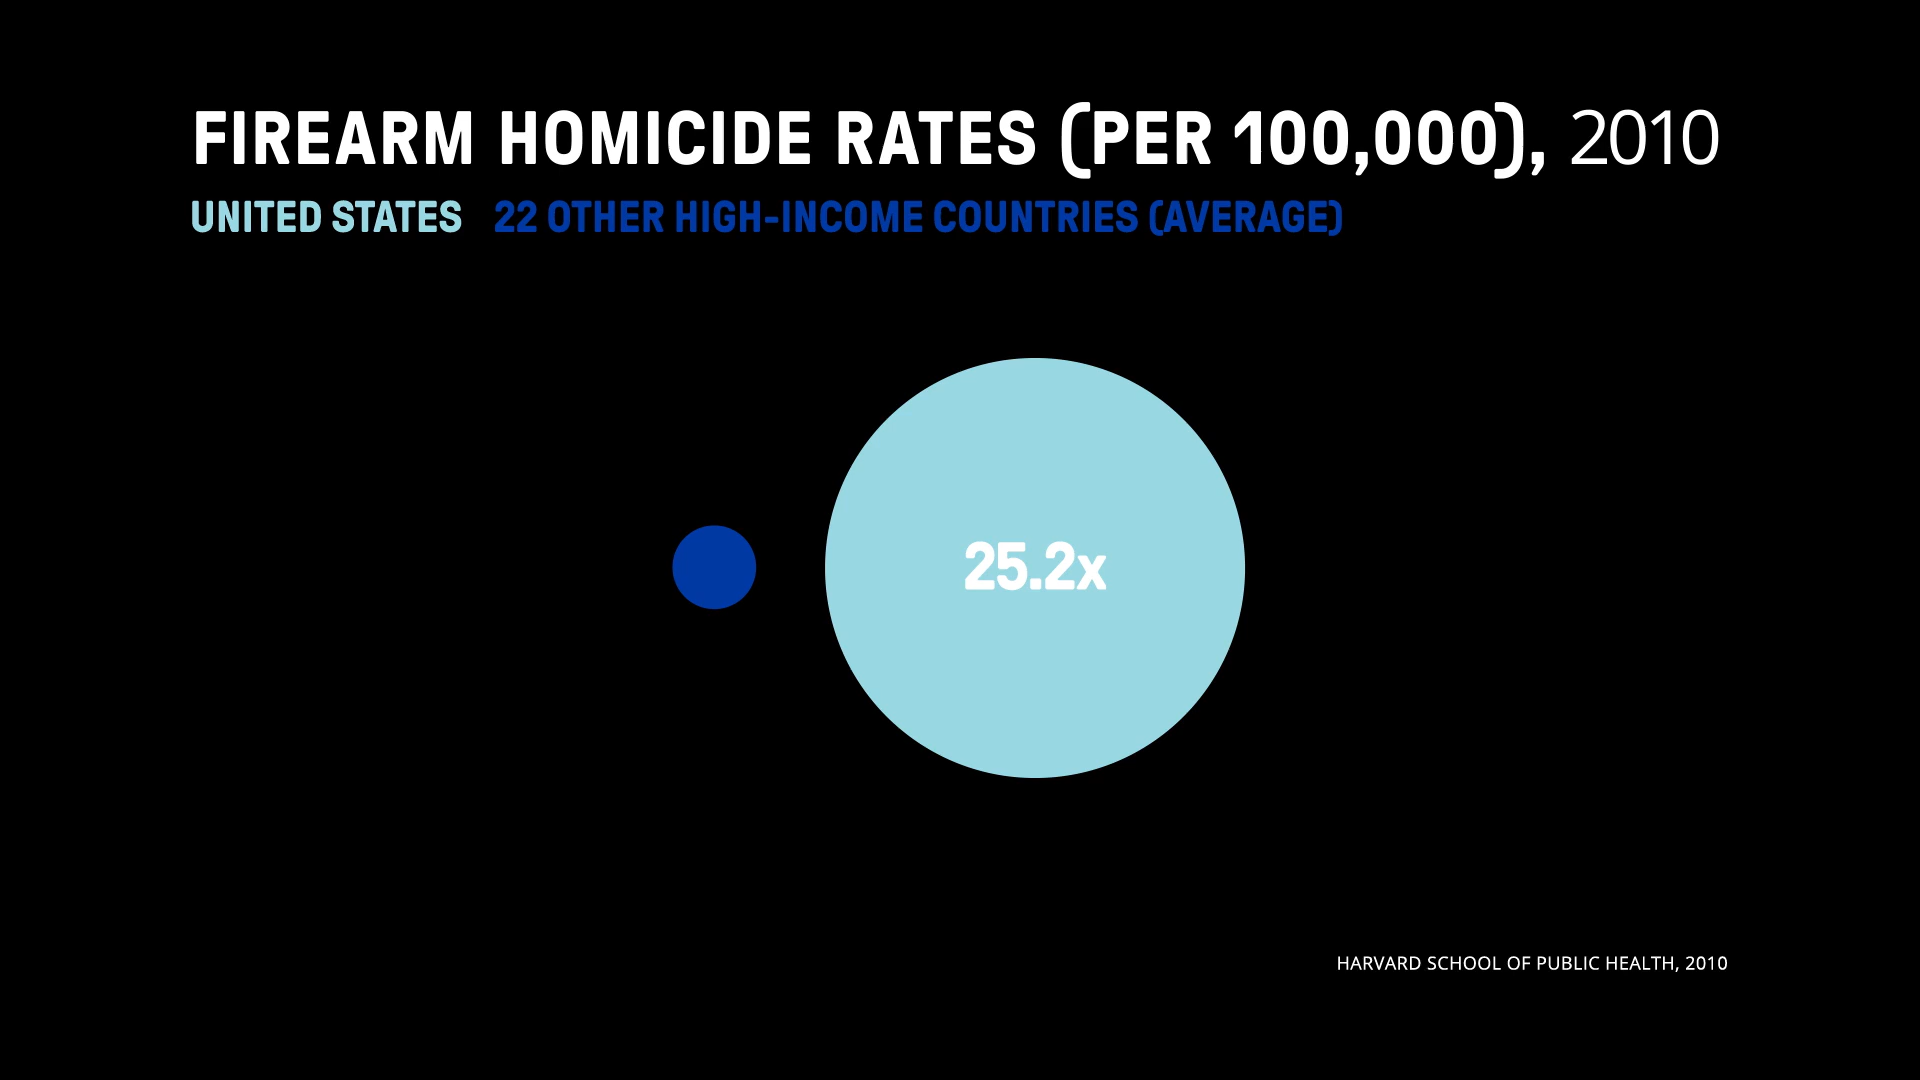 FIREARM HOMICIDE RATES (PER 100,000), 2010
UNITED STATES 22 OTHER HIGH-INCOME COUNTRIES (AVERAGE)
25.2x
HARVARD SCHOOL OF PUBLIC HEALTH, 2010